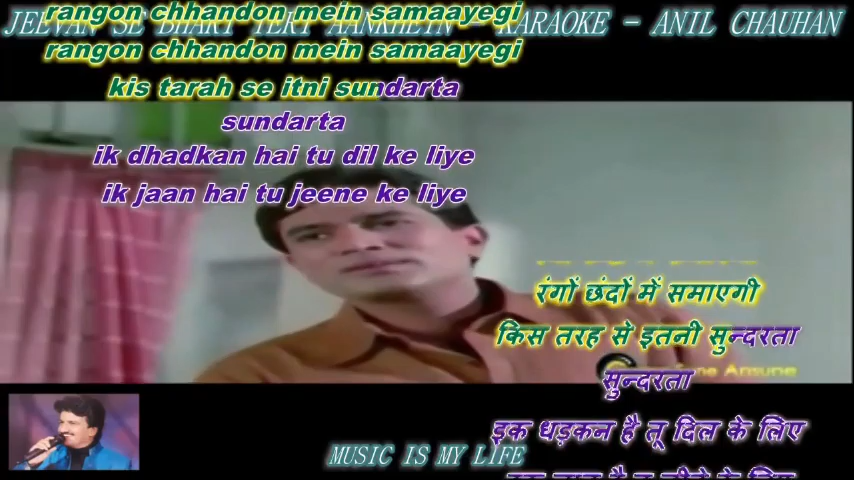 JEEVAN SE BHARI TERI AANKHEIN - KARAOKE - ANIL CHAUHAN
rangon chhandon mein samaayegi
rangon chhandon mein samaayegi
kis tarah se itni sundarta
sundarta
ik dhadkan hai tu dil ke liye
ik jaan hai tu jeene ke liye
रंगों छंदों में समाएगी
किस तरह से इतनी सुन्दरता
सुन्दरता
इक धड़कन है तू दिल के लिए
MUSIC IS MY LIFE